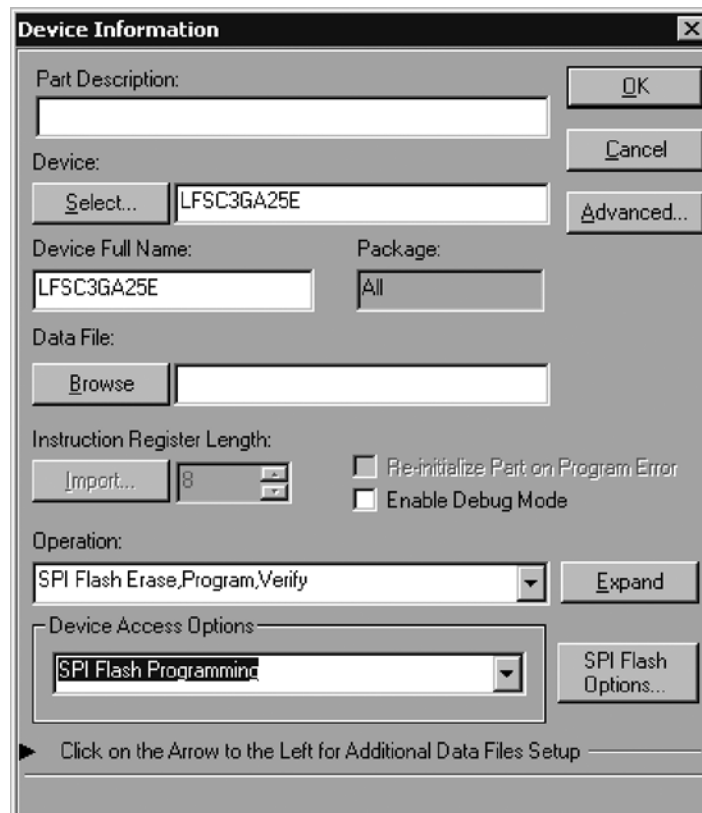 Device Information
Part Description:
OK
Cancel
Device:
Select...
LFSC3GA25E
Advanced...
Device Full Name:
Package:
LFSC3GA25E
All
Data File:
Browse
Instruction Register Length:
Import...
8
Re-initialize Part on Program Error
Enable Debug Mode
Operation:
SPI Flash Erase,Program,Verify
Expand
Device Access Options
SPI Flash Programming
SPI Flash
Options...
Click on the Arrow to the Left for Additional Data Files Setup